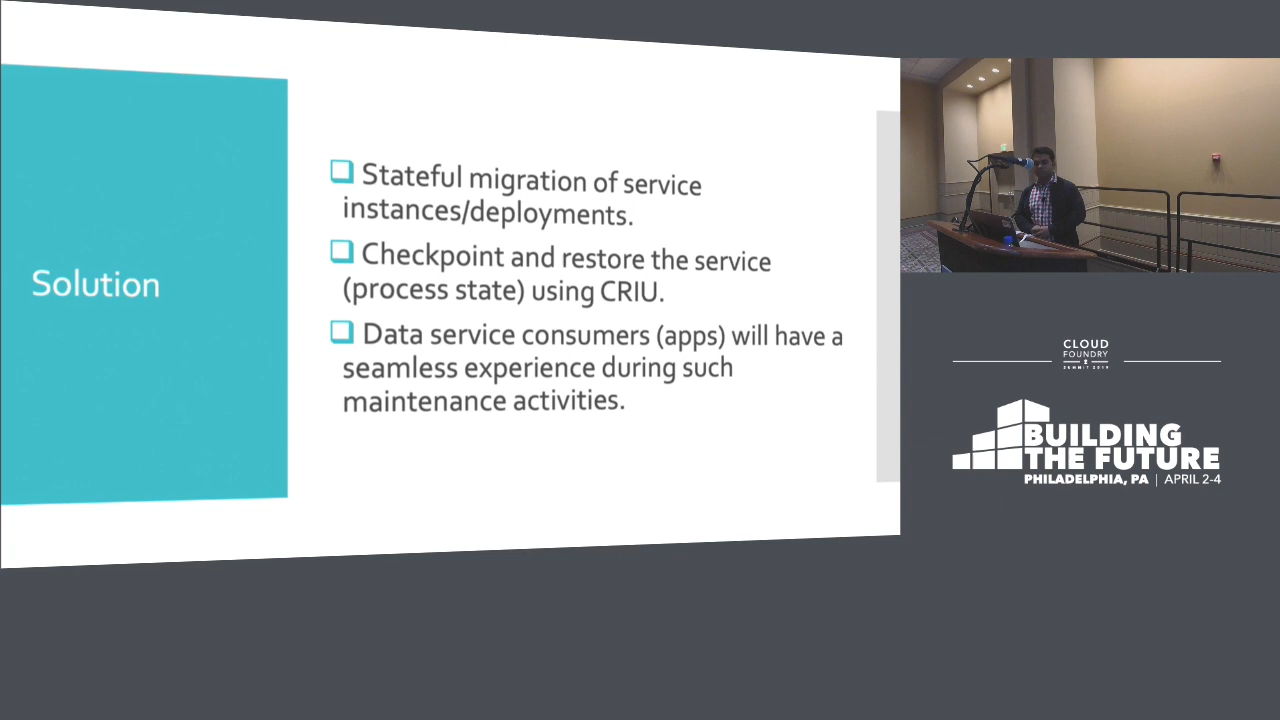 Solution
Stateful migration of service
instances/deployments.
Checkpoint and restore the service
(process state) using CRIU.
Data service consumers (apps) will have a
seamless experience during such
maintenance activities.
CLOUD
FOUNDRY
SUMMIT 2019
BUILDING
THE FUTURE
PHILADELPHIA, PA | APRIL 2-4